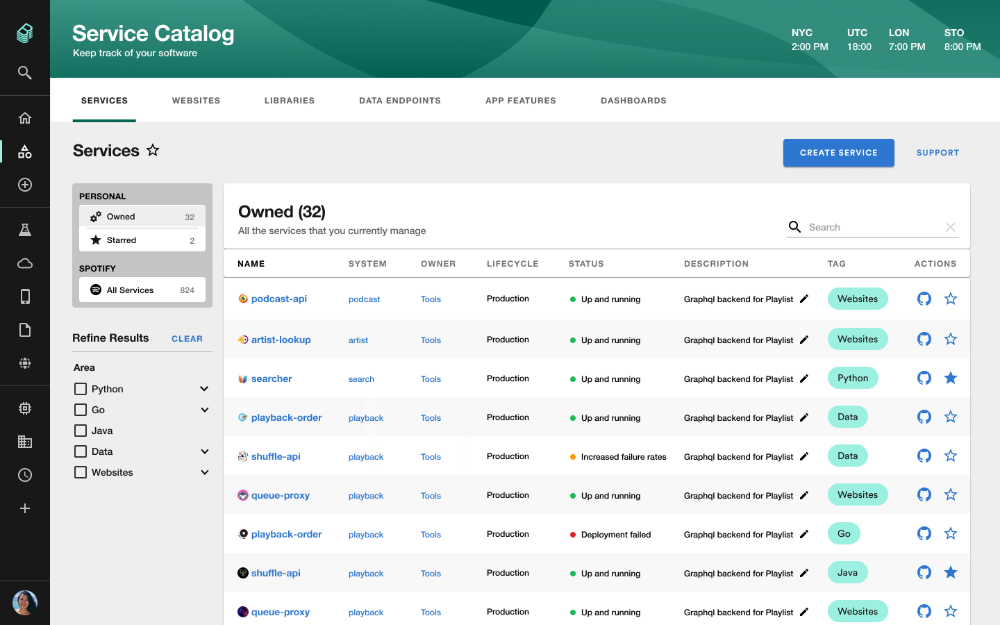 Service Catalog
Keep track of your software
NYC UTC LON STO
2:00 PM 18:00 7:00 PM 8:00 PM
SERVICES WEBSITES LIBRARIES DATA ENDPOINTS APP FEATURES DASHBOARDS
Services
CREATE SERVICE SUPPORT
PERSONAL
Owned 32
Starred 2
SPOTIFY
All Services 824
Refine Results CLEAR
Area
Python
Go
Java
Data
Websites
Owned (32)
All the services that you currently manage
Search
NAME SYSTEM OWNER LIFECYCLE STATUS DESCRIPTION TAG ACTIONS
podcast-api podcast Tools Production Up and running Graphql backend for Playlist Websites
artist-lookup artist Tools Production Up and running Graphql backend for Playlist Websites
searcher search Tools Production Up and running Graphql backend for Playlist Python
playback-order playback Tools Production Up and running Graphql backend for Playlist Data
shuffle-api playback Tools Production Increased failure rates Graphql backend for Playlist Data
queue-proxy playback Tools Production Up and running Graphql backend for Playlist Websites
playback-order playback Tools Production Deployment failed Graphql backend for Playlist Go
shuffle-api playback Tools Production Up and running Graphql backend for Playlist Java
queue-proxy playback Tools Production Up and running Graphql backend for Playlist Websites